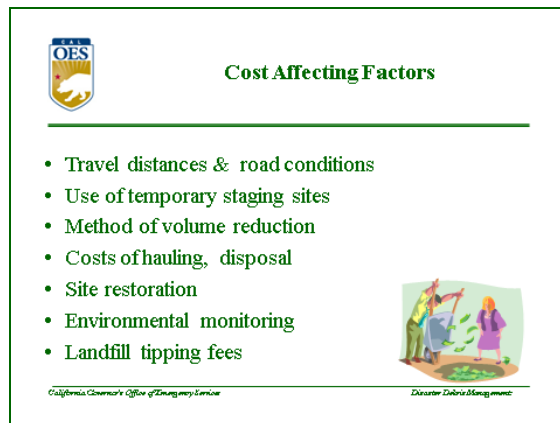 CAL
OES
Cost Affecting Factors
• Travel distances & road conditions
• Use of temporary staging sites
• Method of volume reduction
• Costs of hauling, disposal
• Site restoration
• Environmental monitoring
• Landfill tipping fees
California Governor's Office of Emergency Services
Disaster Debris Management